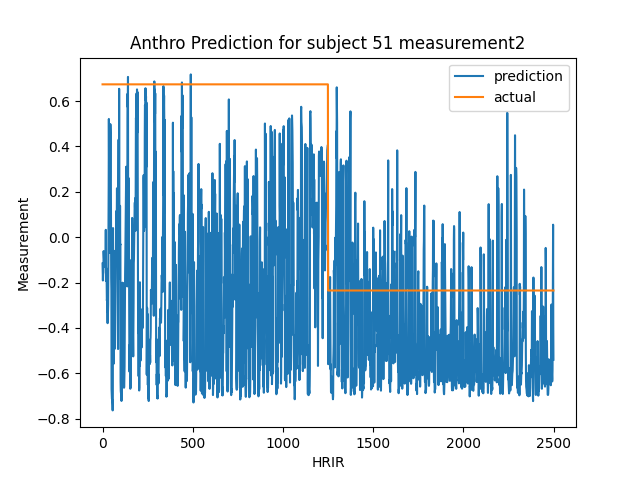 Anthro Prediction for subject 51 measurement2
prediction
actual
Measurement
0.6
0.4
0.2
0.0
−0.2
−0.4
−0.6
−0.8
0
500
1000
1500
2000
2500
HRIR